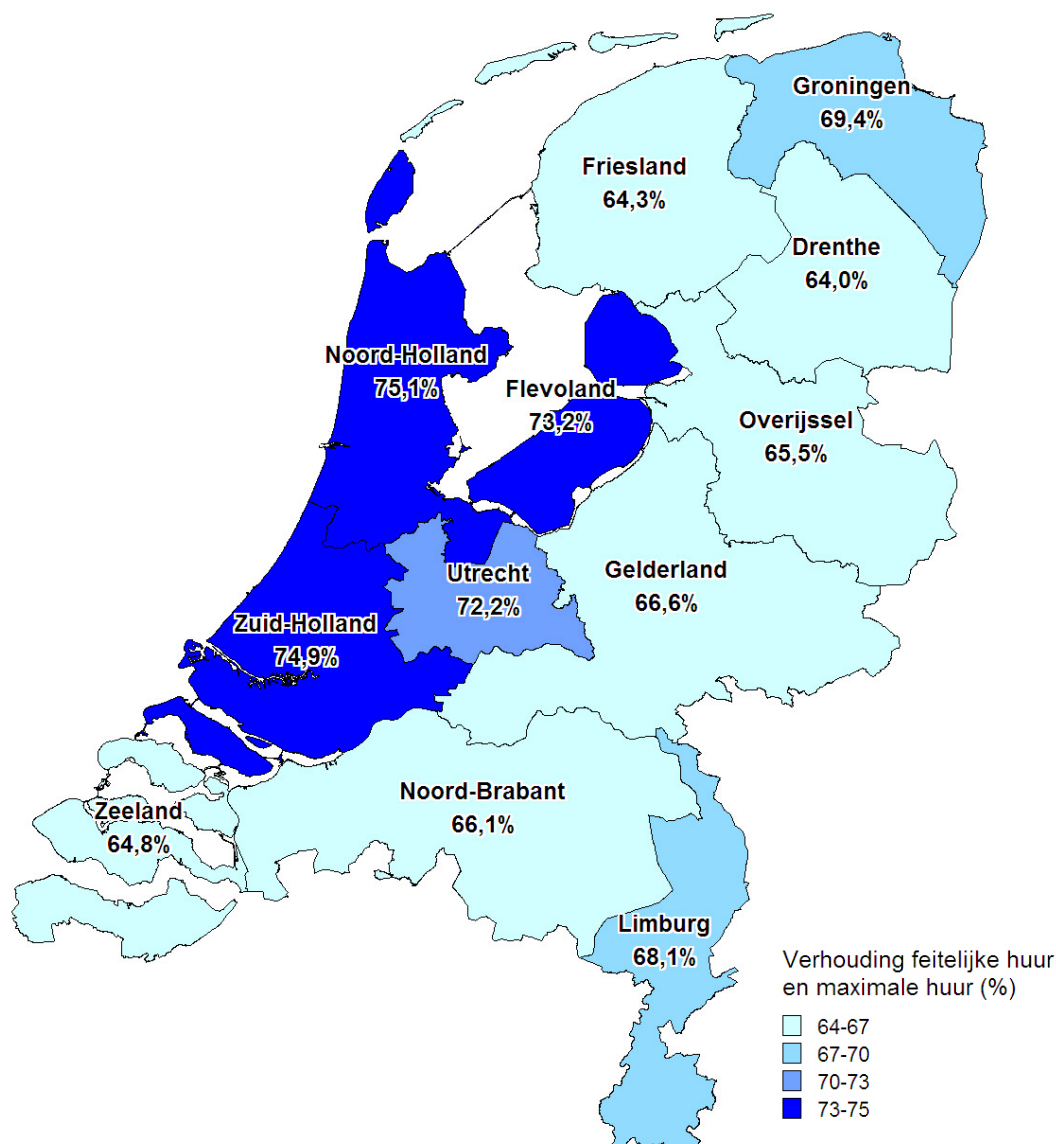 Groningen
69,4%
Friesland
64,3%
Drenthe
64,0%
Noord-Holland
75,1%
Flevoland
73,2%
Overijssel
65,5%
Utrecht
72,2%
Gelderland
66,6%
Zuid-Holland
74,9%
Noord-Brabant
66,1%
Zeeland
64,8%
Limburg
68,1%
Verhouding feitelijke huur
en maximale huur (%)
64-67
67-70
70-73
73-75